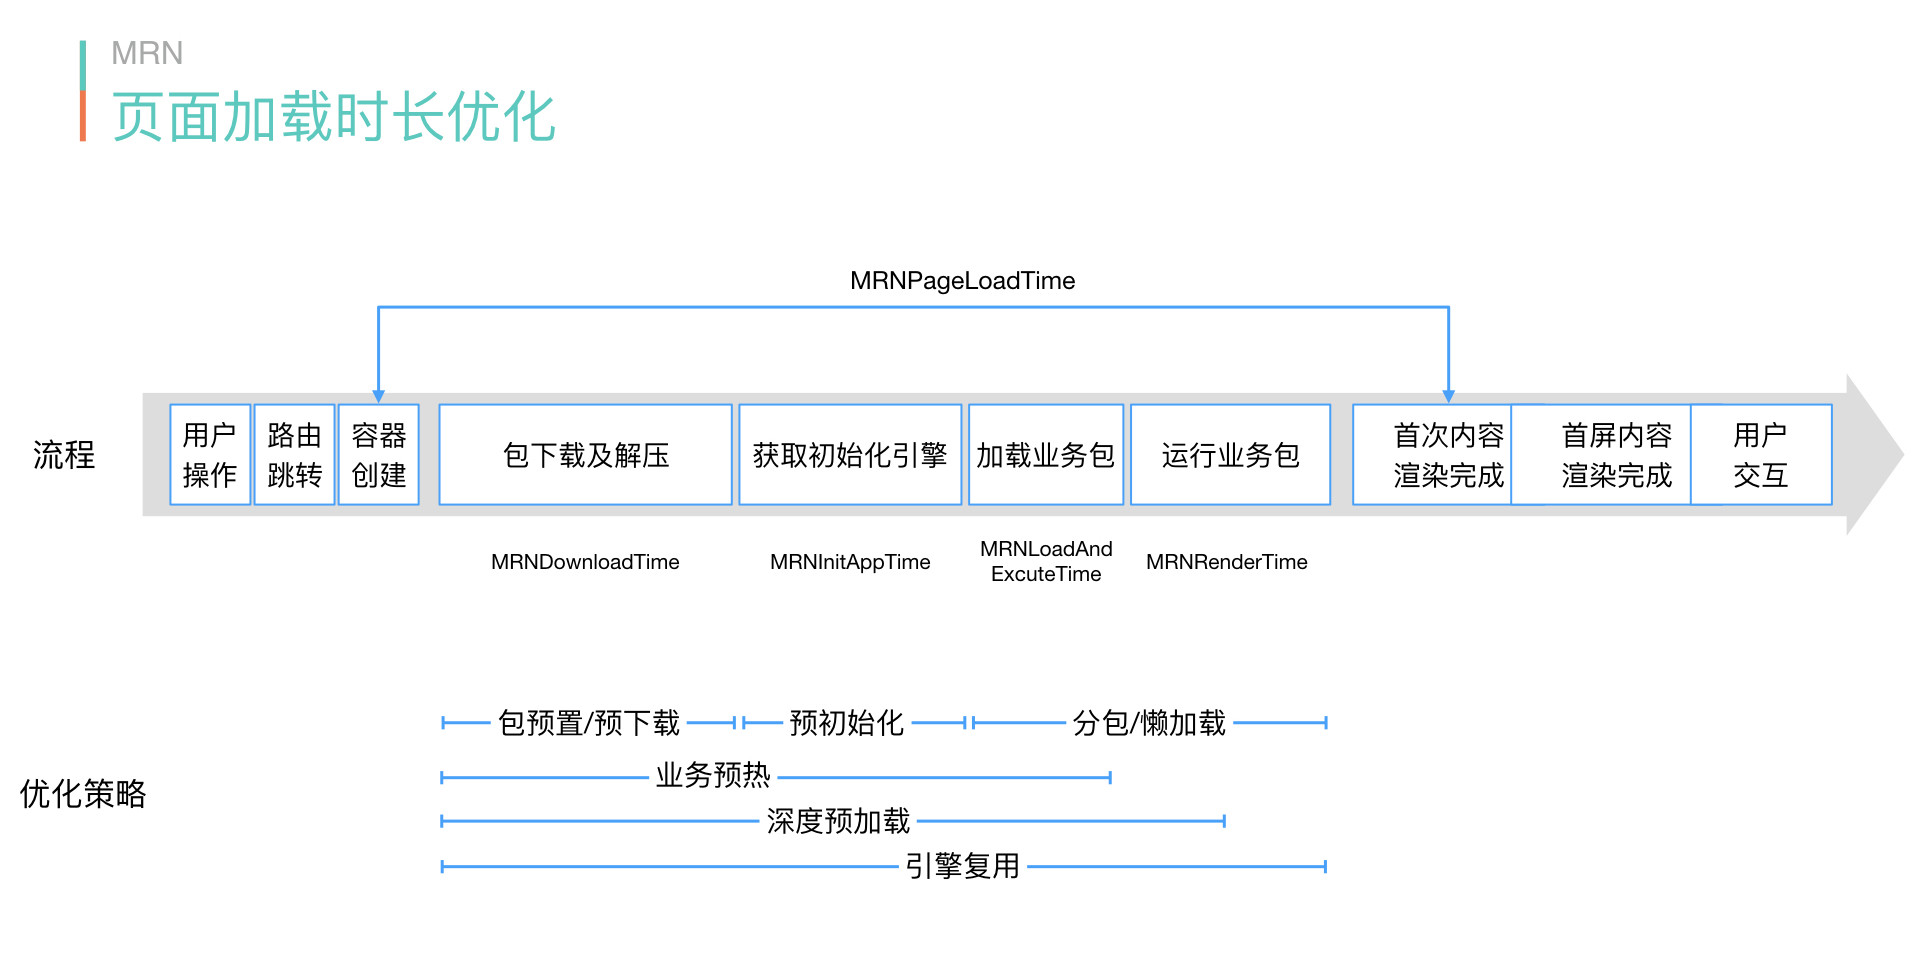 MRN
页面加载时长优化
MRNPageLoadTime
流程
用户
操作
路由
跳转
容器
创建
包下载及解压
获取初始化引擎
加载业务包
运行业务包
首次内容
渲染完成
首屏内容
渲染完成
用户
交互
MRNDownloadTime
MRNInitAppTime
MRNLoadAnd
ExcuteTime
MRNRenderTime
优化策略
包预置/预下载
预初始化
分包/懒加载
业务预热
深度预加载
引擎复用